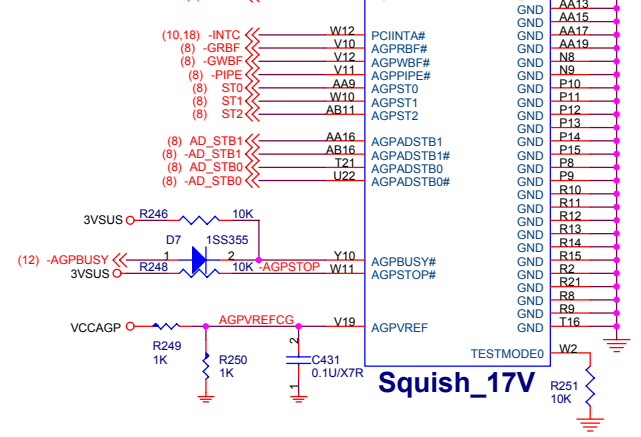 AA13 GND
AA15 GND
(10,18) -INTC W12 PCIINTA# AA17 GND
(8) -GRBF V10 AGPRBF# AA19 GND
(8) -GWBF V12 AGPWBF# N8 GND
(8) -PIPE V11 AGPPIPE# N9 GND
(8) ST0 AA9 AGPST0 P10 GND
(8) ST1 W10 AGPST1 P11 GND
(8) ST2 AB11 AGPST2 P12 GND
P13 GND
(8) AD_STB1 AA16 AGPADSTB1 P14 GND
(8) -AD_STB1 AB16 AGPADSTB1# P15 GND
(8) AD_STB0 T21 AGPADSTB0 P8 GND
(8) -AD_STB0 U22 AGPADSTB0# P9 GND
R10 GND
R11 GND
3VSUS R246 10K R12 GND
R13 GND
D7 1SS355 R14 GND
(12) -AGPBUSY 1 2 Y10 AGPBUSY# R15 GND
3VSUS R248 10K -AGPSTOP W11 AGPSTOP# R2 GND
R21 GND
R8 GND
R9 GND
VCCAGP AGPVREFCG V19 AGPVREF T16 GND
R249 1K
R250 1K
2 C431 0.1U/X7R 1
TESTMODE0 W2
Squish_17V
R251 10K